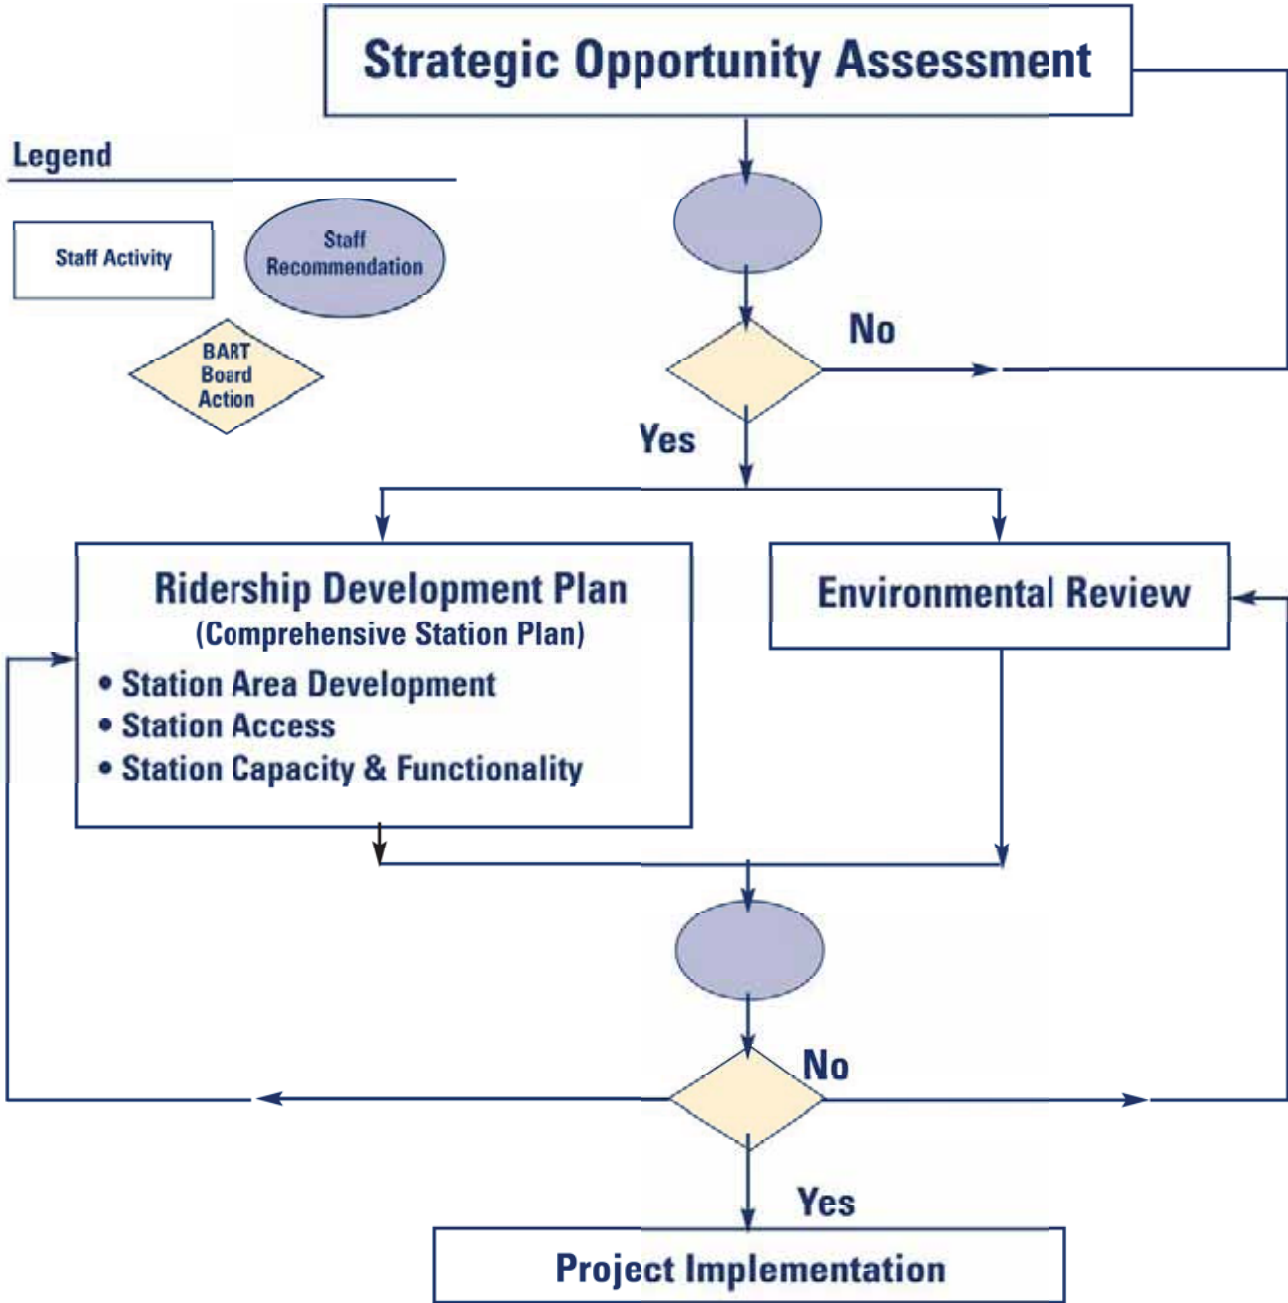 Strategic Opportunity Assessment
Legend
Staff Activity
Staff
Recommendation
BART
Board
Action
No
Yes
Ridership Development Plan
(Comprehensive Station Plan)
• Station Area Development
• Station Access
• Station Capacity & Functionality
Environmental Review
No
Yes
Project Implementation